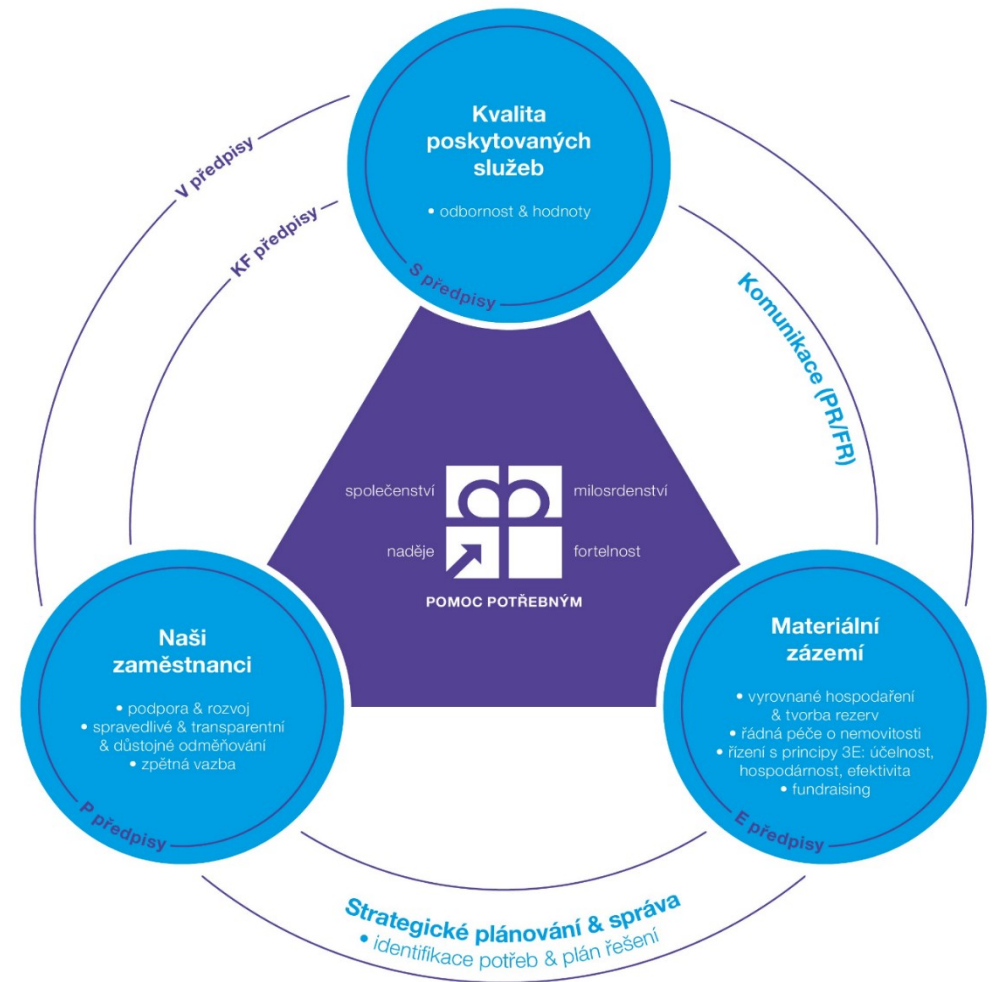 Kvalita
poskytovaných
služeb
• odbornost & hodnoty
S předpisy
V předpisy
KF předpisy
Komunikace (PR/FR)
společenství
milosrdenství
naděje
fortelnost
POMOC POTŘEBNÝM
Naši
zaměstnanci
• podpora & rozvoj
• spravedlivé & transparentní
& důstojné odměňování
• zpětná vazba
P předpisy
Materiální
zázemí
• vyrovnané hospodaření
& tvorba rezerv
• řádná péče o nemovitosti
• řízení s principy 3E: účelnost,
hospodárnost, efektivita
• fundraising
E předpisy
Strategické plánování & správa
• identifikace potřeb & plán řešení